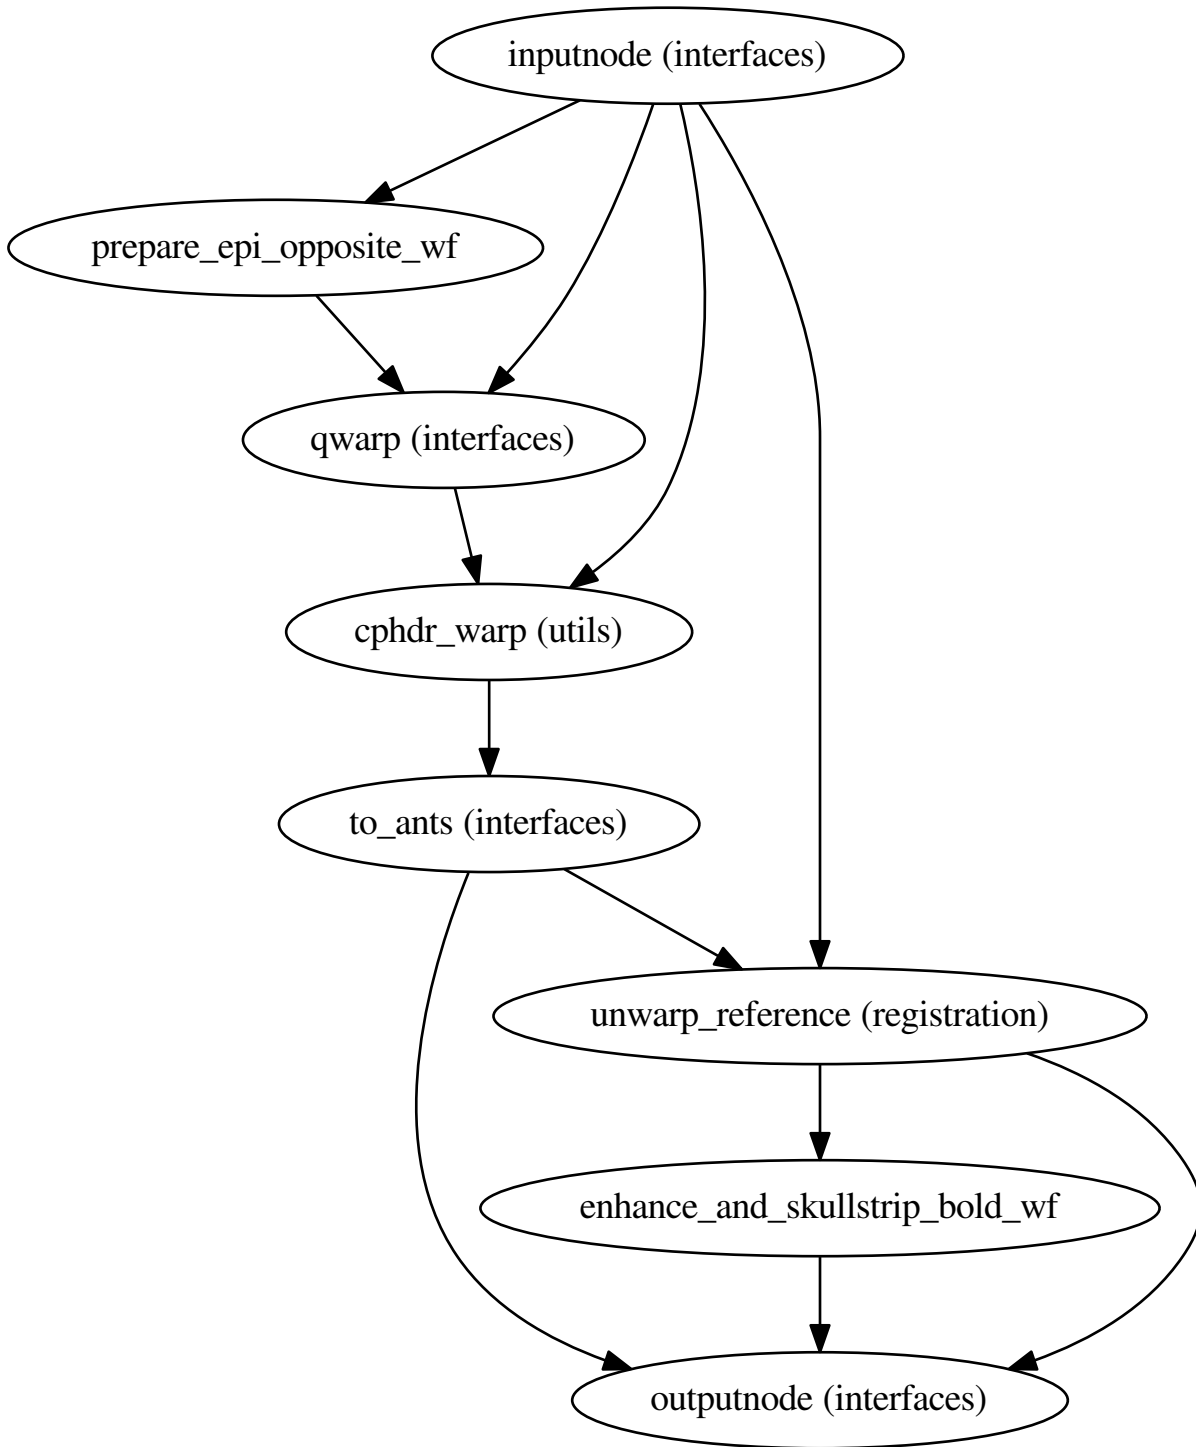 inputnode (interfaces)
prepare_epi_opposite_wf
qwarp (interfaces)
cphdr_warp (utils)
to_ants (interfaces)
unwarp_reference (registration)
enhance_and_skullstrip_bold_wf
outputnode (interfaces)